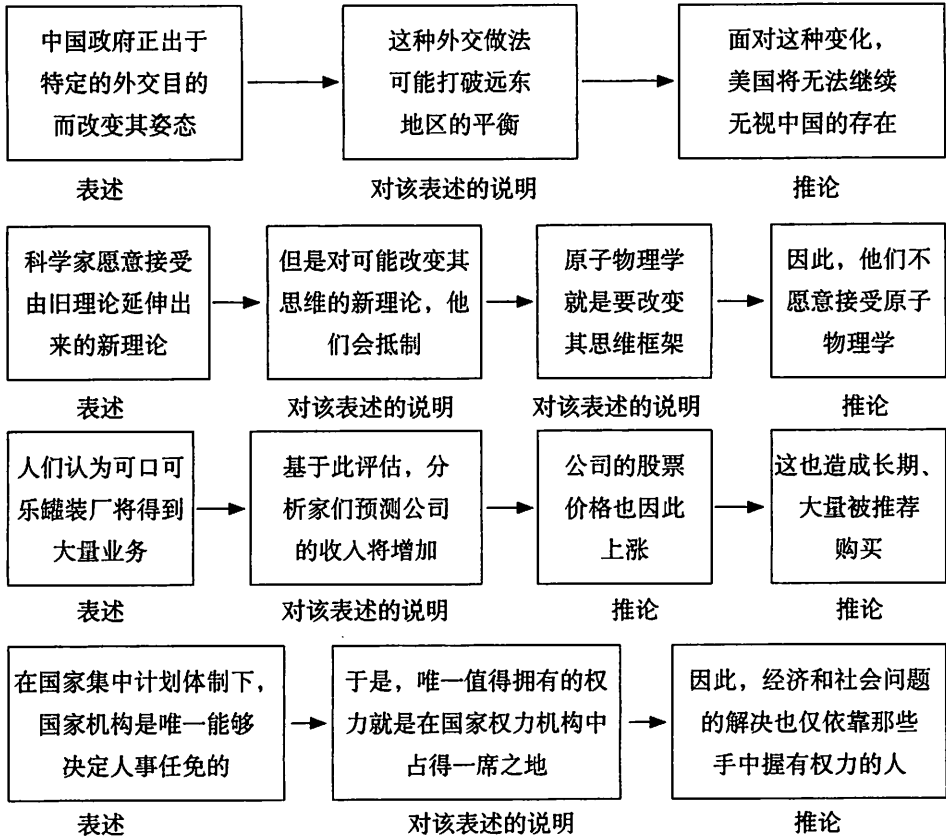 中国政府正出于
特定的外交目的
而改变其姿态
这种外交做法
可能打破远东
地区的平衡
面对这种变化，
美国将无法继续
无视中国的存在
表述
对该表述的说明
推论
科学家愿意接受
由旧理论延伸出
来的新理论
但是对可能改变其
思维的新理论，他
们会抵制
原子物理学
就是要改变
其思维框架
因此，他们不
愿意接受原子
物理学
表述
对该表述的说明
对该表述的说明
推论
人们认为可口可
乐罐装厂将得到
大量业务
基于此评估，分
析家们预测公司
的收入将增加
公司的股票
价格也因此
上涨
这也造成长期、
大量被推荐
购买
表述
对该表述的说明
推论
推论
在国家集中计划体制下，
国家机构是唯一能够
决定人事任免的
于是，唯一值得拥有的权
力就是在国家权力机构中
占得一席之地
因此，经济和社会问题
的解决也仅依靠那些
手中握有权力的人
表述
对该表述的说明
推论